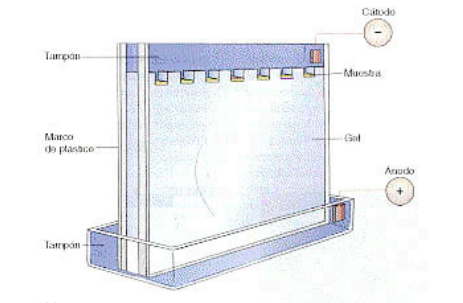 Cátodo
−
Tampón
Muestra
Marco
de plástico
Gel
Ánodo
+
Tampón